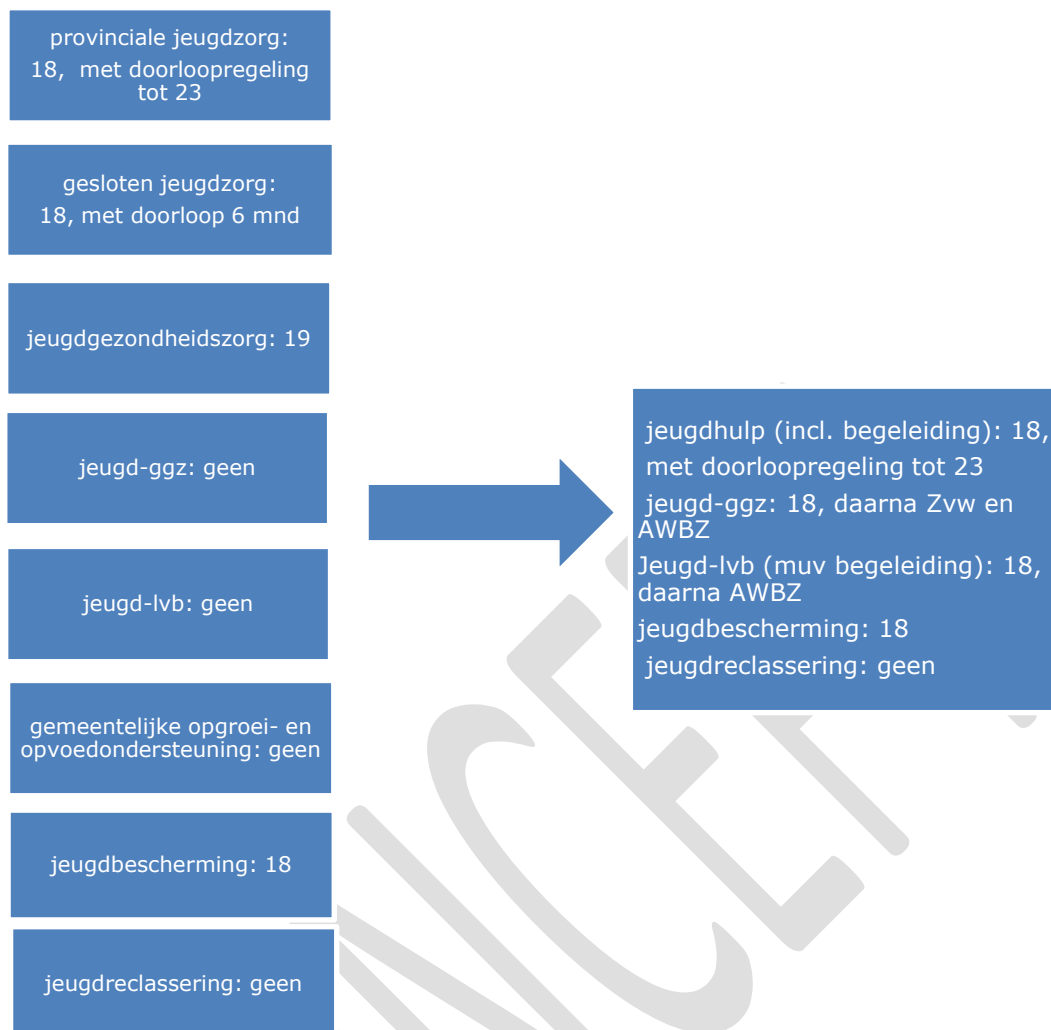 provinciale jeugdzorg:
18, met doorloopregeling
tot 23
gesloten jeugdzorg:
18, met doorloop 6 mnd
jeugdgezondheidszorg: 19
jeugd-ggz: geen
jeugd-lvb: geen
gemeentelijke opgroei- en
opvoedondersteuning: geen
jeugdbescherming: 18
jeugdreclassering: geen
jeugdhulp (incl. begeleiding): 18,
met doorloopregeling tot 23
jeugd-ggz: 18, daarna Zvw en
AWBZ
Jeugd-lvb (muv begeleiding): 18,
daarna AWBZ
jeugdbescherming: 18
jeugdreclassering: geen